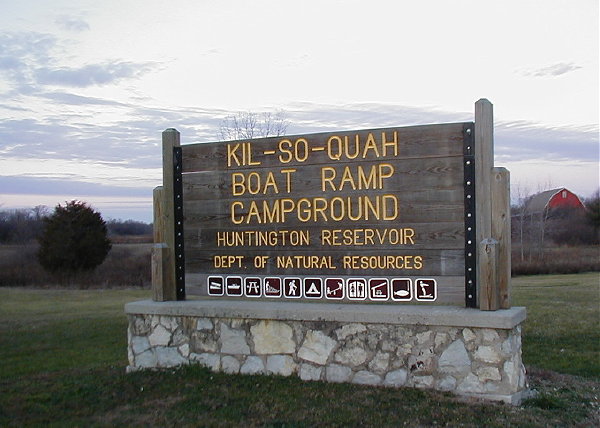 KIL-SO-QUAH
BOAT RAMP
CAMPGROUND
HUNTINGTON RESERVOIR
DEPT. OF NATURAL RESOURCES